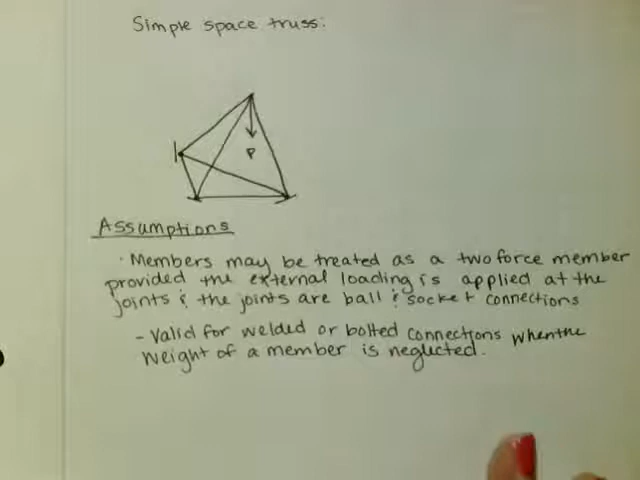 Simple space truss:
P
Assumptions
· Members may be treated as a two force member
provided the external loading is applied at the
joints & the joints are ball & socket connections
- Valid for welded or bolted connections when the
weight of a member is neglected.